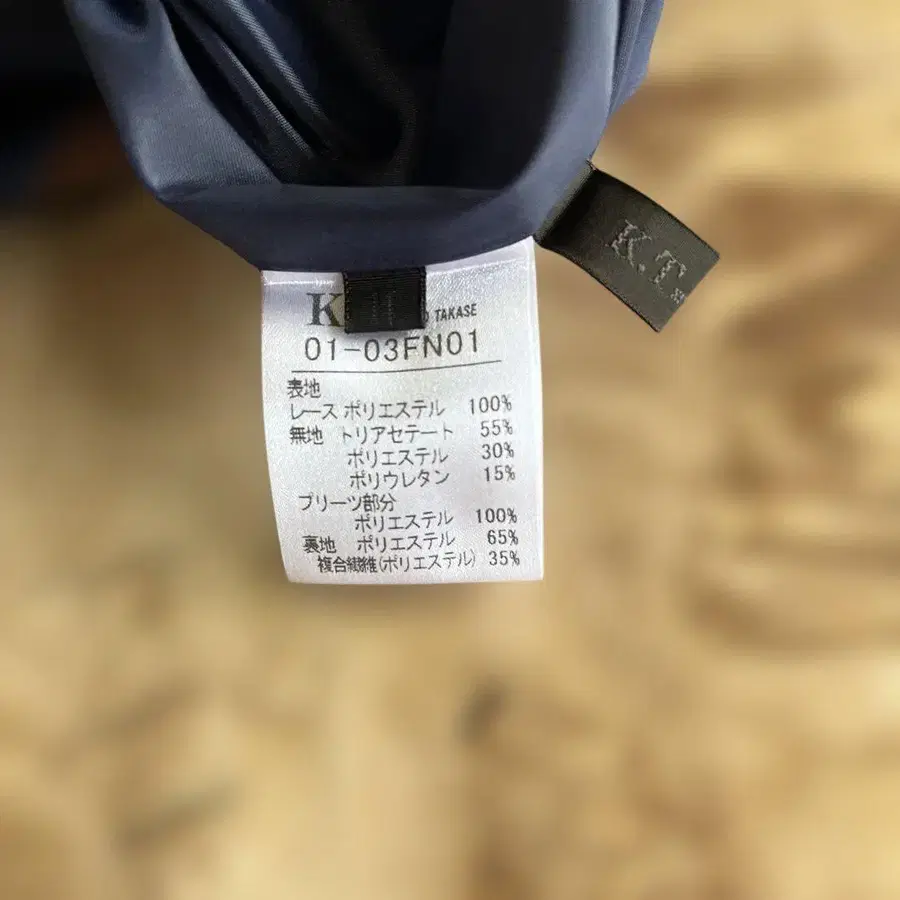 K.T.
TAKASE
01-03FN01
表地
レース ポリエステル 100%
無地 トリアセテート 55%
ポリエステル 30%
ポリウレタン 15%
プリーツ部分
ポリエステル 100%
裏地 ポリエステル 65%
複合繊維(ポリエステル) 35%